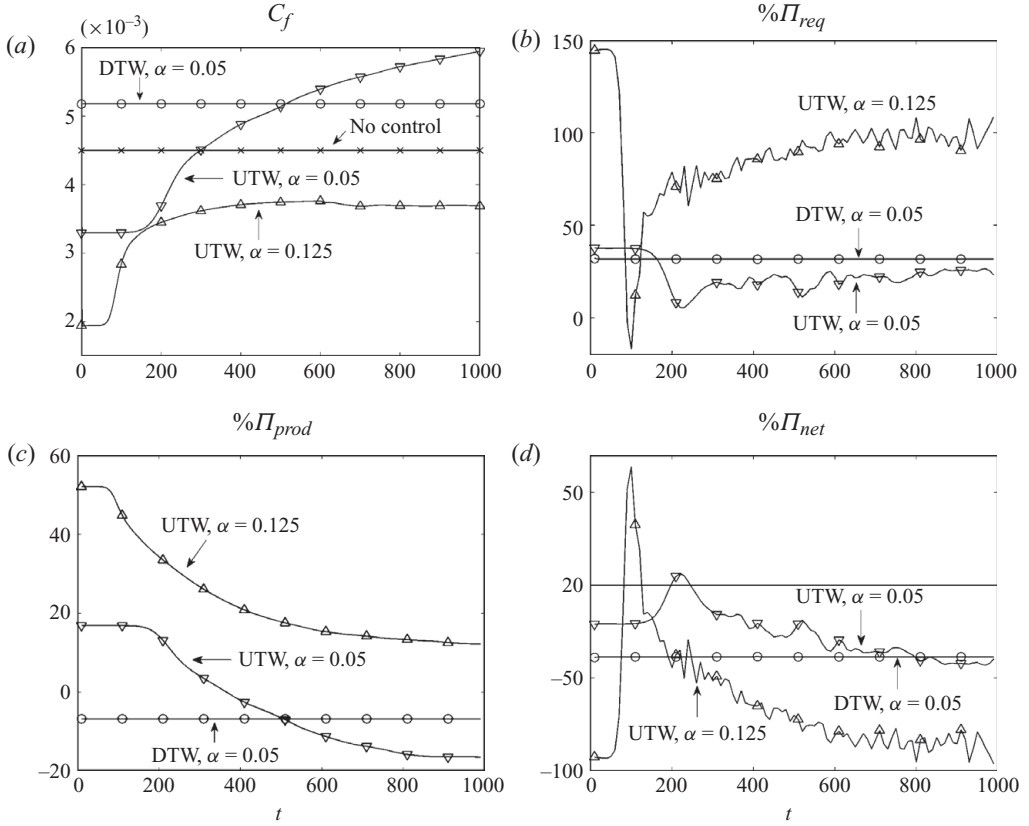 C_f
%Π_req
(a)
(×10⁻³)
6
DTW, α = 0.05
5
No control
4
UTW, α = 0.05
UTW, α = 0.125
3
2
0 200 400 600 800 1000
(b)
150
UTW, α = 0.125
100
DTW, α = 0.05
50
0
UTW, α = 0.05
0 200 400 600 800 1000
%Π_prod
%Π_net
(c)
60
UTW, α = 0.125
40
20
UTW, α = 0.05
0
DTW, α = 0.05
−20
0 200 400 600 800 1000
t
(d)
50
20
UTW, α = 0.05
−50
DTW, α = 0.05
UTW, α = 0.125
−100
0 200 400 600 800 1000
t